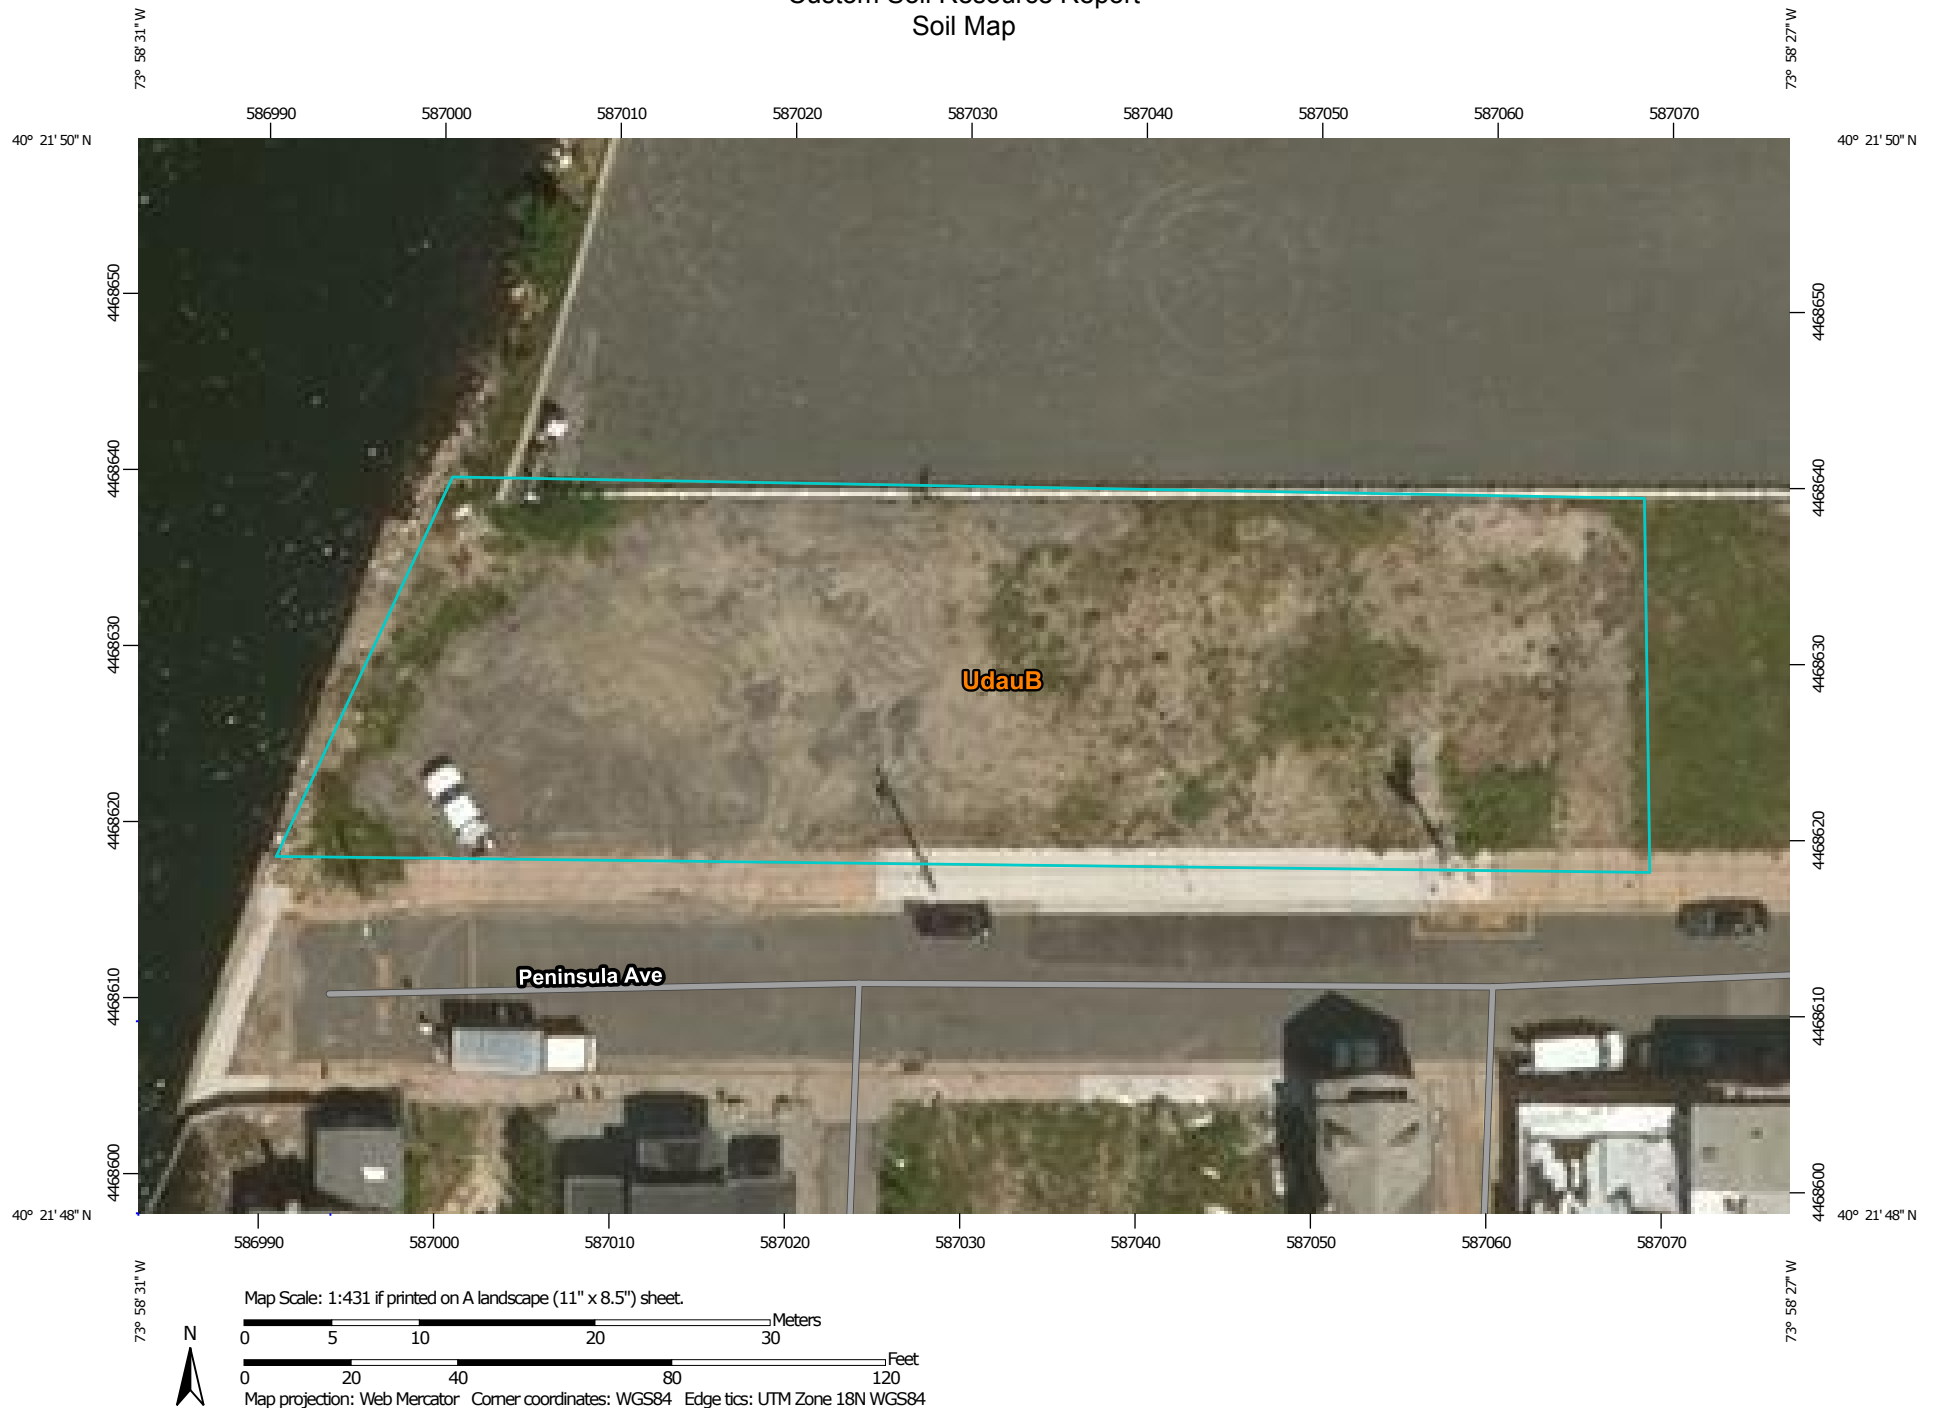 Custom Soil Resource Report
Soil Map
73° 58' 31'' W
73° 58' 27'' W
586990 587000 587010 587020 587030 587040 587050 587060 587070
40° 21' 50'' N
40° 21' 50'' N
4468650
4468650
4468640
4468640
4468630
4468630
UdauB
4468620
4468620
Peninsula Ave
4468610
4468610
4468600
4468600
40° 21' 48'' N
40° 21' 48'' N
586990 587000 587010 587020 587030 587040 587050 587060 587070
73° 58' 31'' W
73° 58' 27'' W
Map Scale: 1:431 if printed on A landscape (11" x 8.5") sheet.
Meters
0 5 10 20 30
N
Feet
0 20 40 80 120
Map projection: Web Mercator Corner coordinates: WGS84 Edge tics: UTM Zone 18N WGS84